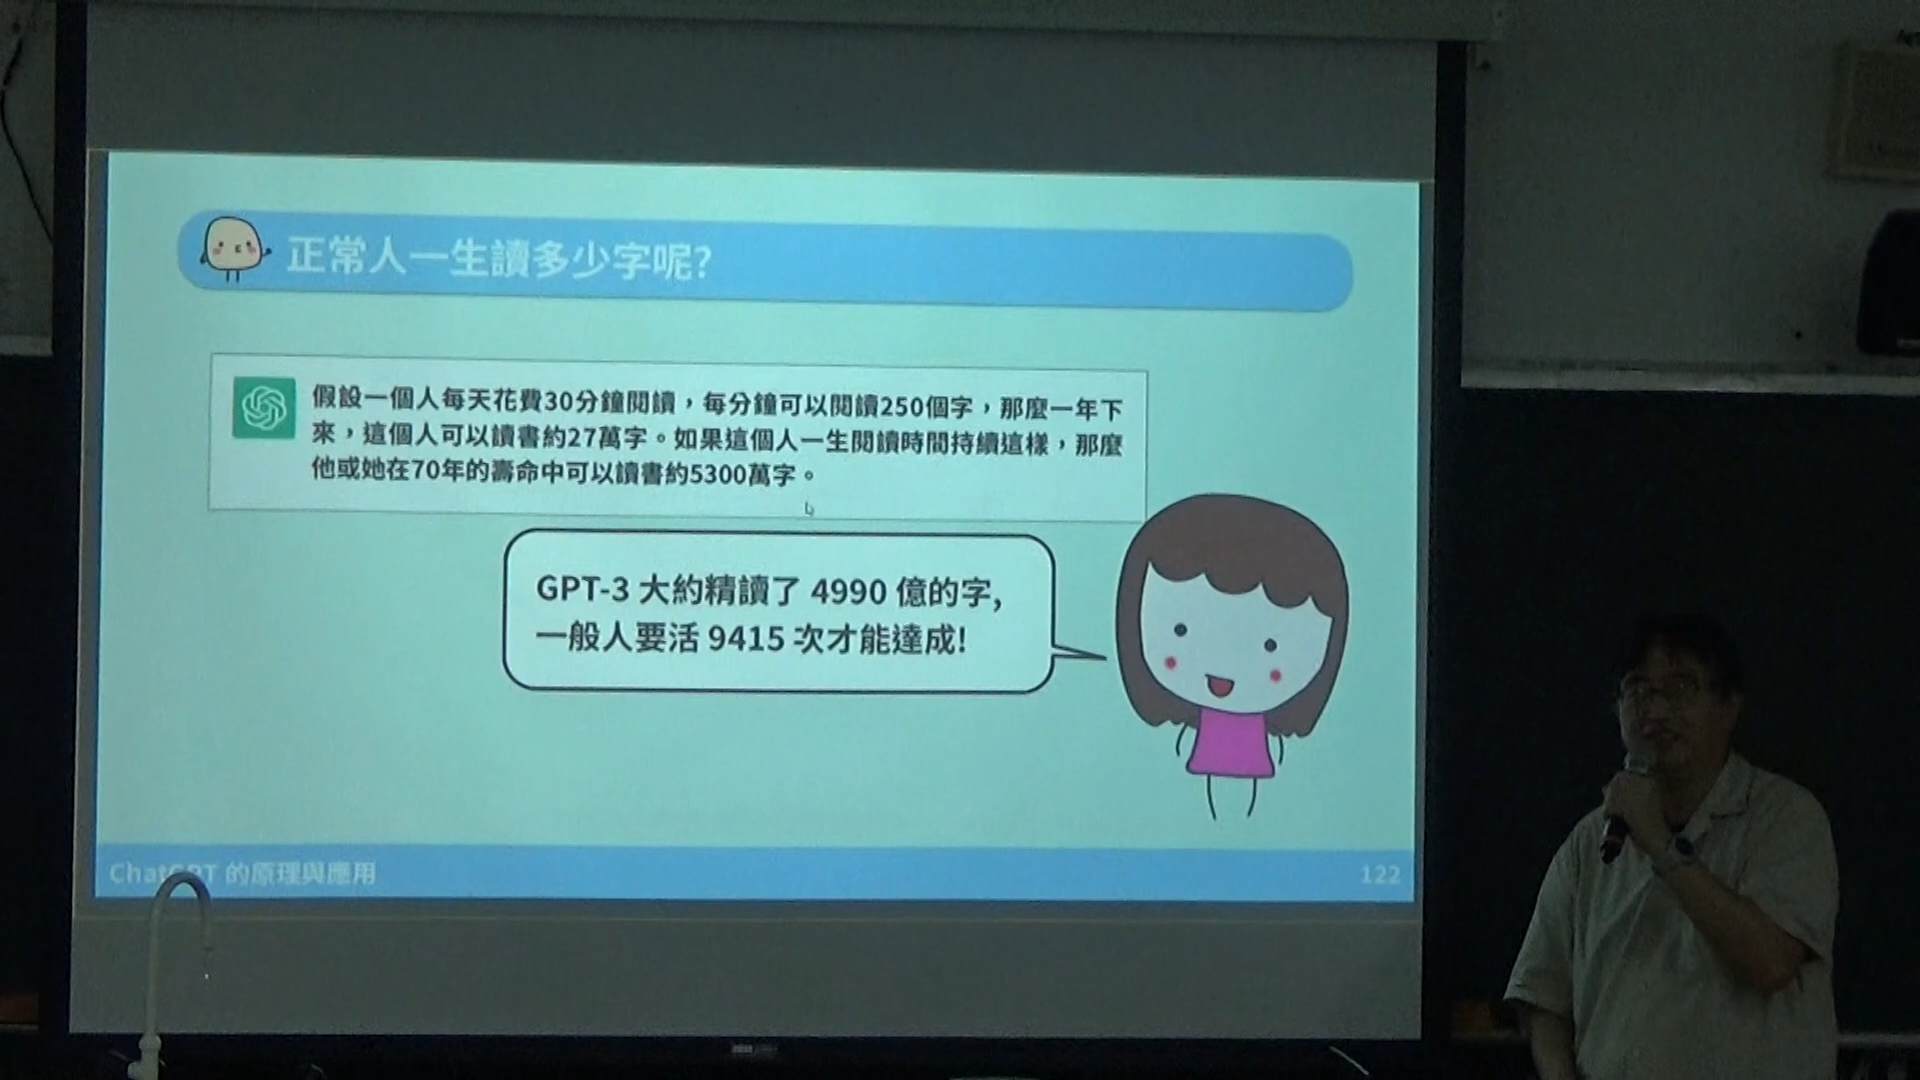 正常人一生讀多少字呢?
假設一個人每天花費30分鐘閱讀，每分鐘可以閱讀250個字，那麼一年下
來，這個人可以讀書約27萬字。如果這個人一生閱讀時間持續這樣，那麼
他或她在70年的壽命中可以讀書約5300萬字。
GPT-3 大約精讀了 4990 億的字,
一般人要活 9415 次才能達成!
ChatGPT 的原理與應用
122